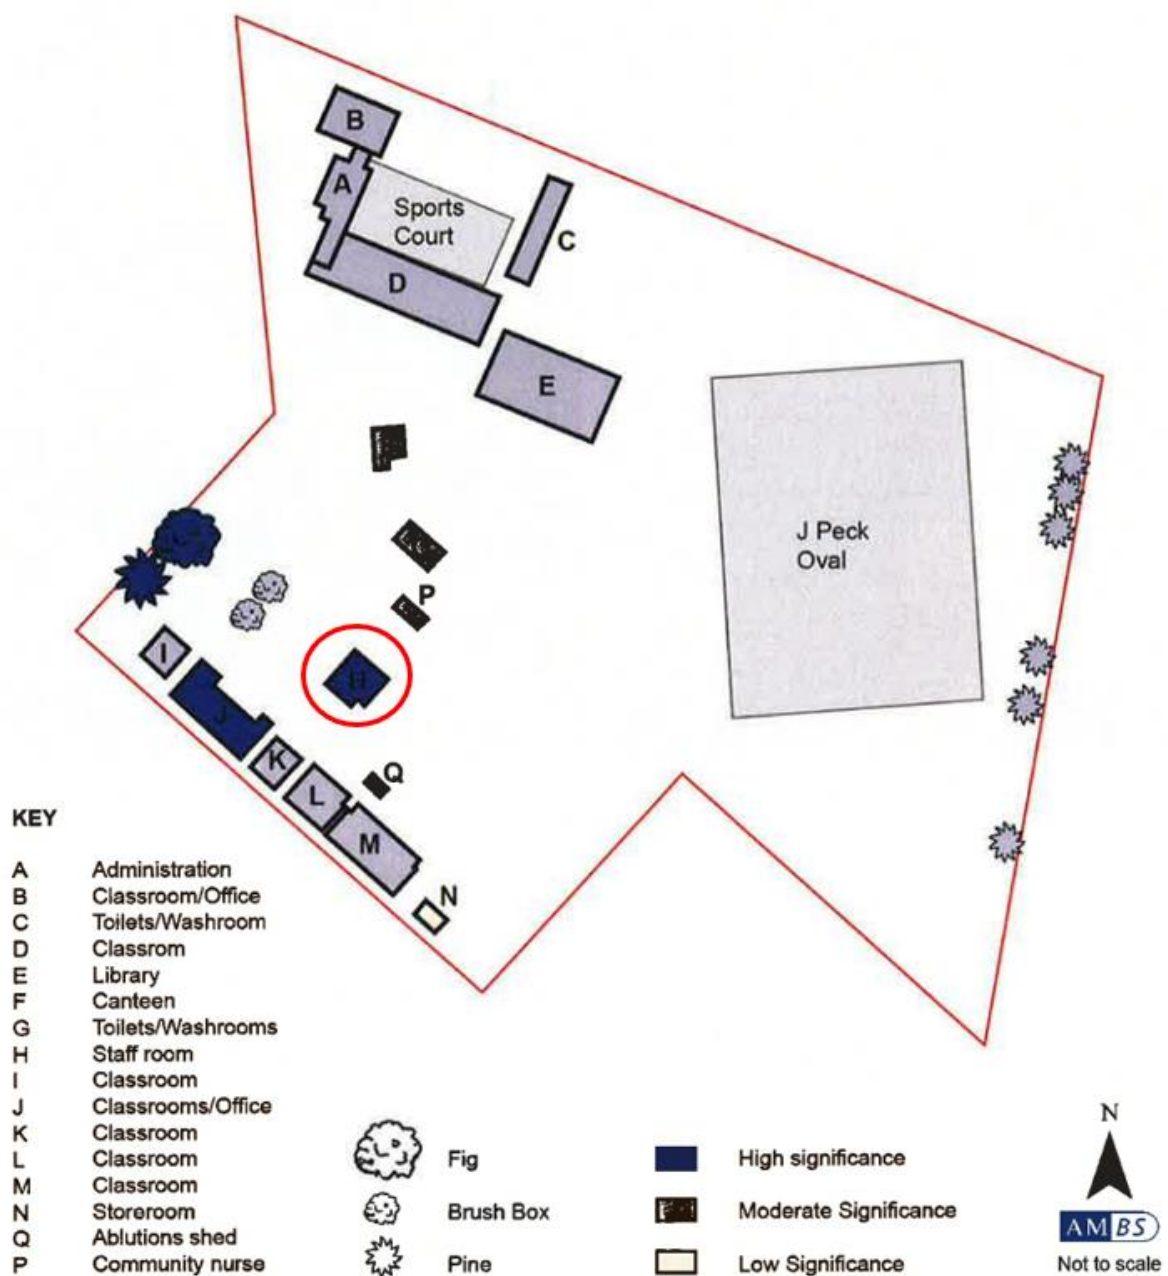 B
A
Sports
Court
C
D
E
J Peck
Oval
P
H
I
J
K
Q
L
M
N
KEY
A Administration
B Classroom/Office
C Toilets/Washroom
D Classrom
E Library
F Canteen
G Toilets/Washrooms
H Staff room
I Classroom
J Classrooms/Office
K Classroom
L Classroom
M Classroom
N Storeroom
Q Ablutions shed
P Community nurse
Fig
Brush Box
Pine
High significance
Moderate Significance
Low Significance
N
AMBS
Not to scale